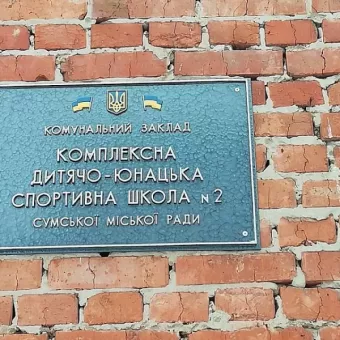 КОМУНАЛЬНИЙ ЗАКЛАД
КОМПЛЕКСНА
ДИТЯЧО-ЮНАЦЬКА
СПОРТИВНА ШКОЛА №2
СУМСЬКОЇ МІСЬКОЇ РАДИ